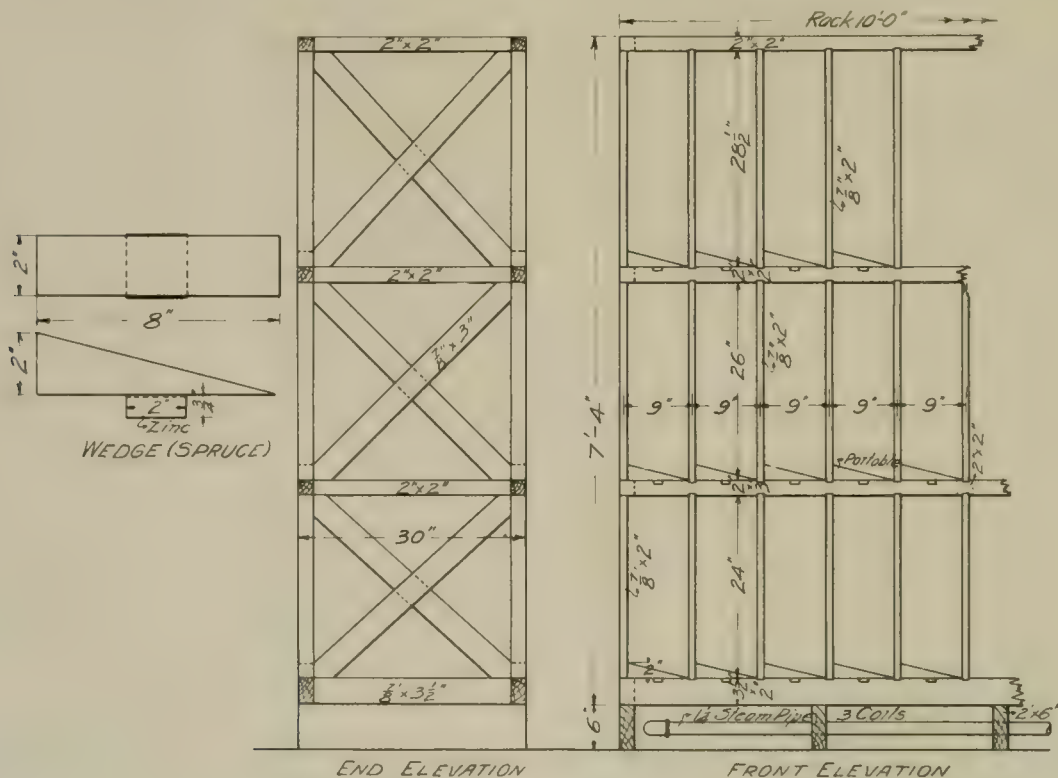 2"
8"
2"
2"
3/4"
Zinc
WEDGE (SPRUCE)
2"x2"
2"x2"
7/8"x3"
2"x2"
30"
7/8"x3 1/2"
END ELEVATION
Rack 10'-0"
2"x2"
28 1/2"
7/8"x2"
7'-4"
26"
7/8"x2"
9" 9" 9" 9" 9"
Portable
2"x2"
24"
7/8"x2"
6"
1 1/4" Steam Pipe 3 Coils
2"x6"
FRONT ELEVATION